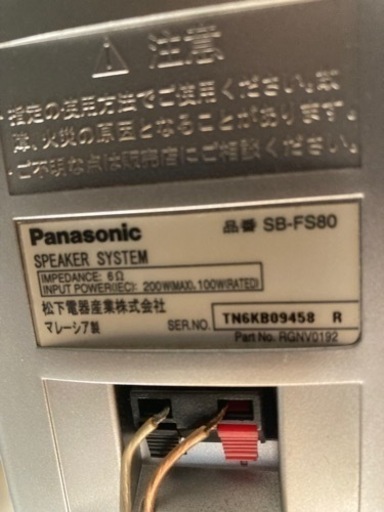 注意
指定の使用方法でご使用ください。故
障、火災の原因となることがあります。
ご不明な点は販売店にご相談ください。
Panasonic
品番 SB-FS80
SPEAKER SYSTEM
IMPEDANCE: 6Ω
INPUT POWER(IEC): 200W(MAX), 100W(RATED)
松下電器産業株式会社
マレーシア製
SER.NO. TN6KB09458 R
Part No. RGNV0192